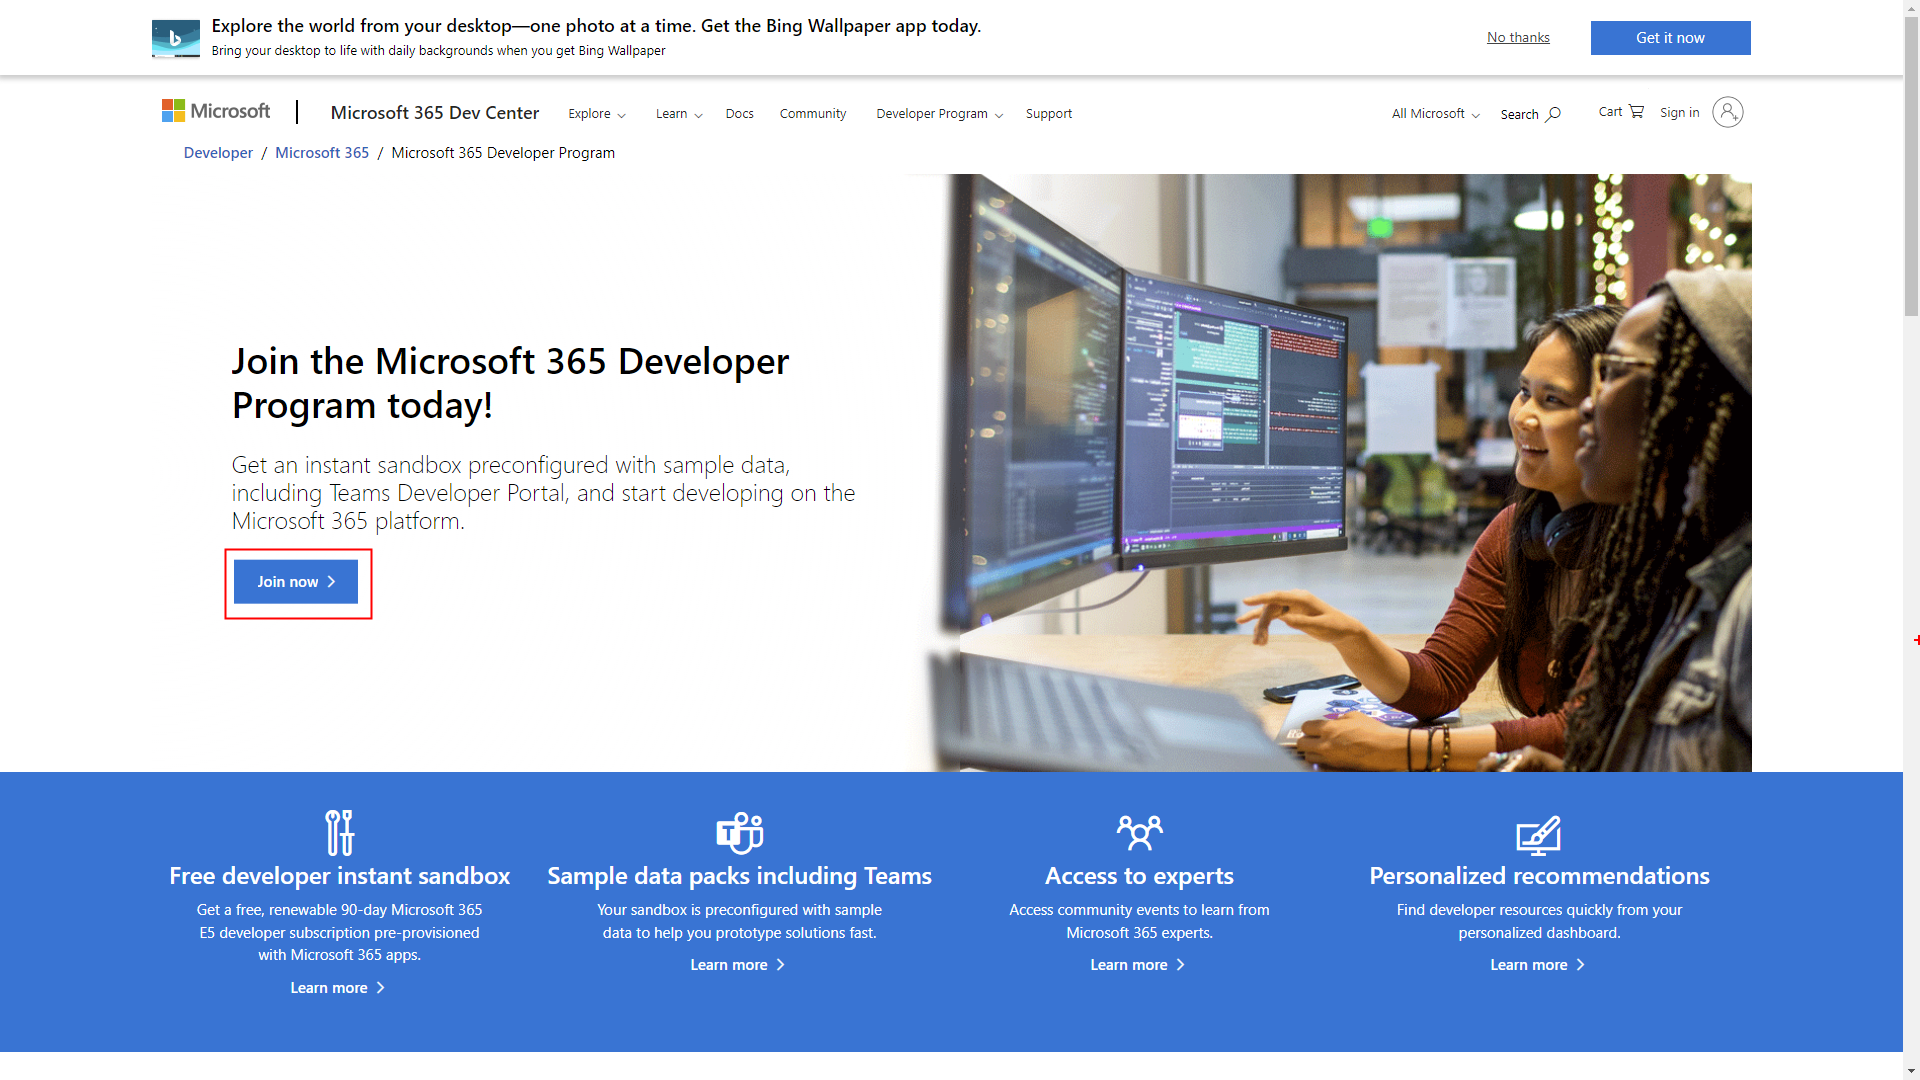 Explore the world from your desktop—one photo at a time. Get the Bing Wallpaper app today.
Bring your desktop to life with daily backgrounds when you get Bing Wallpaper
No thanks
Get it now
Microsoft
Microsoft 365 Dev Center
Explore
Learn
Docs
Community
Developer Program
Support
All Microsoft
Search
Cart
Sign in
Developer / Microsoft 365 / Microsoft 365 Developer Program
Join the Microsoft 365 Developer
Program today!
Get an instant sandbox preconfigured with sample data,
including Teams Developer Portal, and start developing on the
Microsoft 365 platform.
Join now
Free developer instant sandbox
Get a free, renewable 90-day Microsoft 365
E5 developer subscription pre-provisioned
with Microsoft 365 apps.
Learn more
Sample data packs including Teams
Your sandbox is preconfigured with sample
data to help you prototype solutions fast.
Learn more
Access to experts
Access community events to learn from
Microsoft 365 experts.
Learn more
Personalized recommendations
Find developer resources quickly from your
personalized dashboard.
Learn more